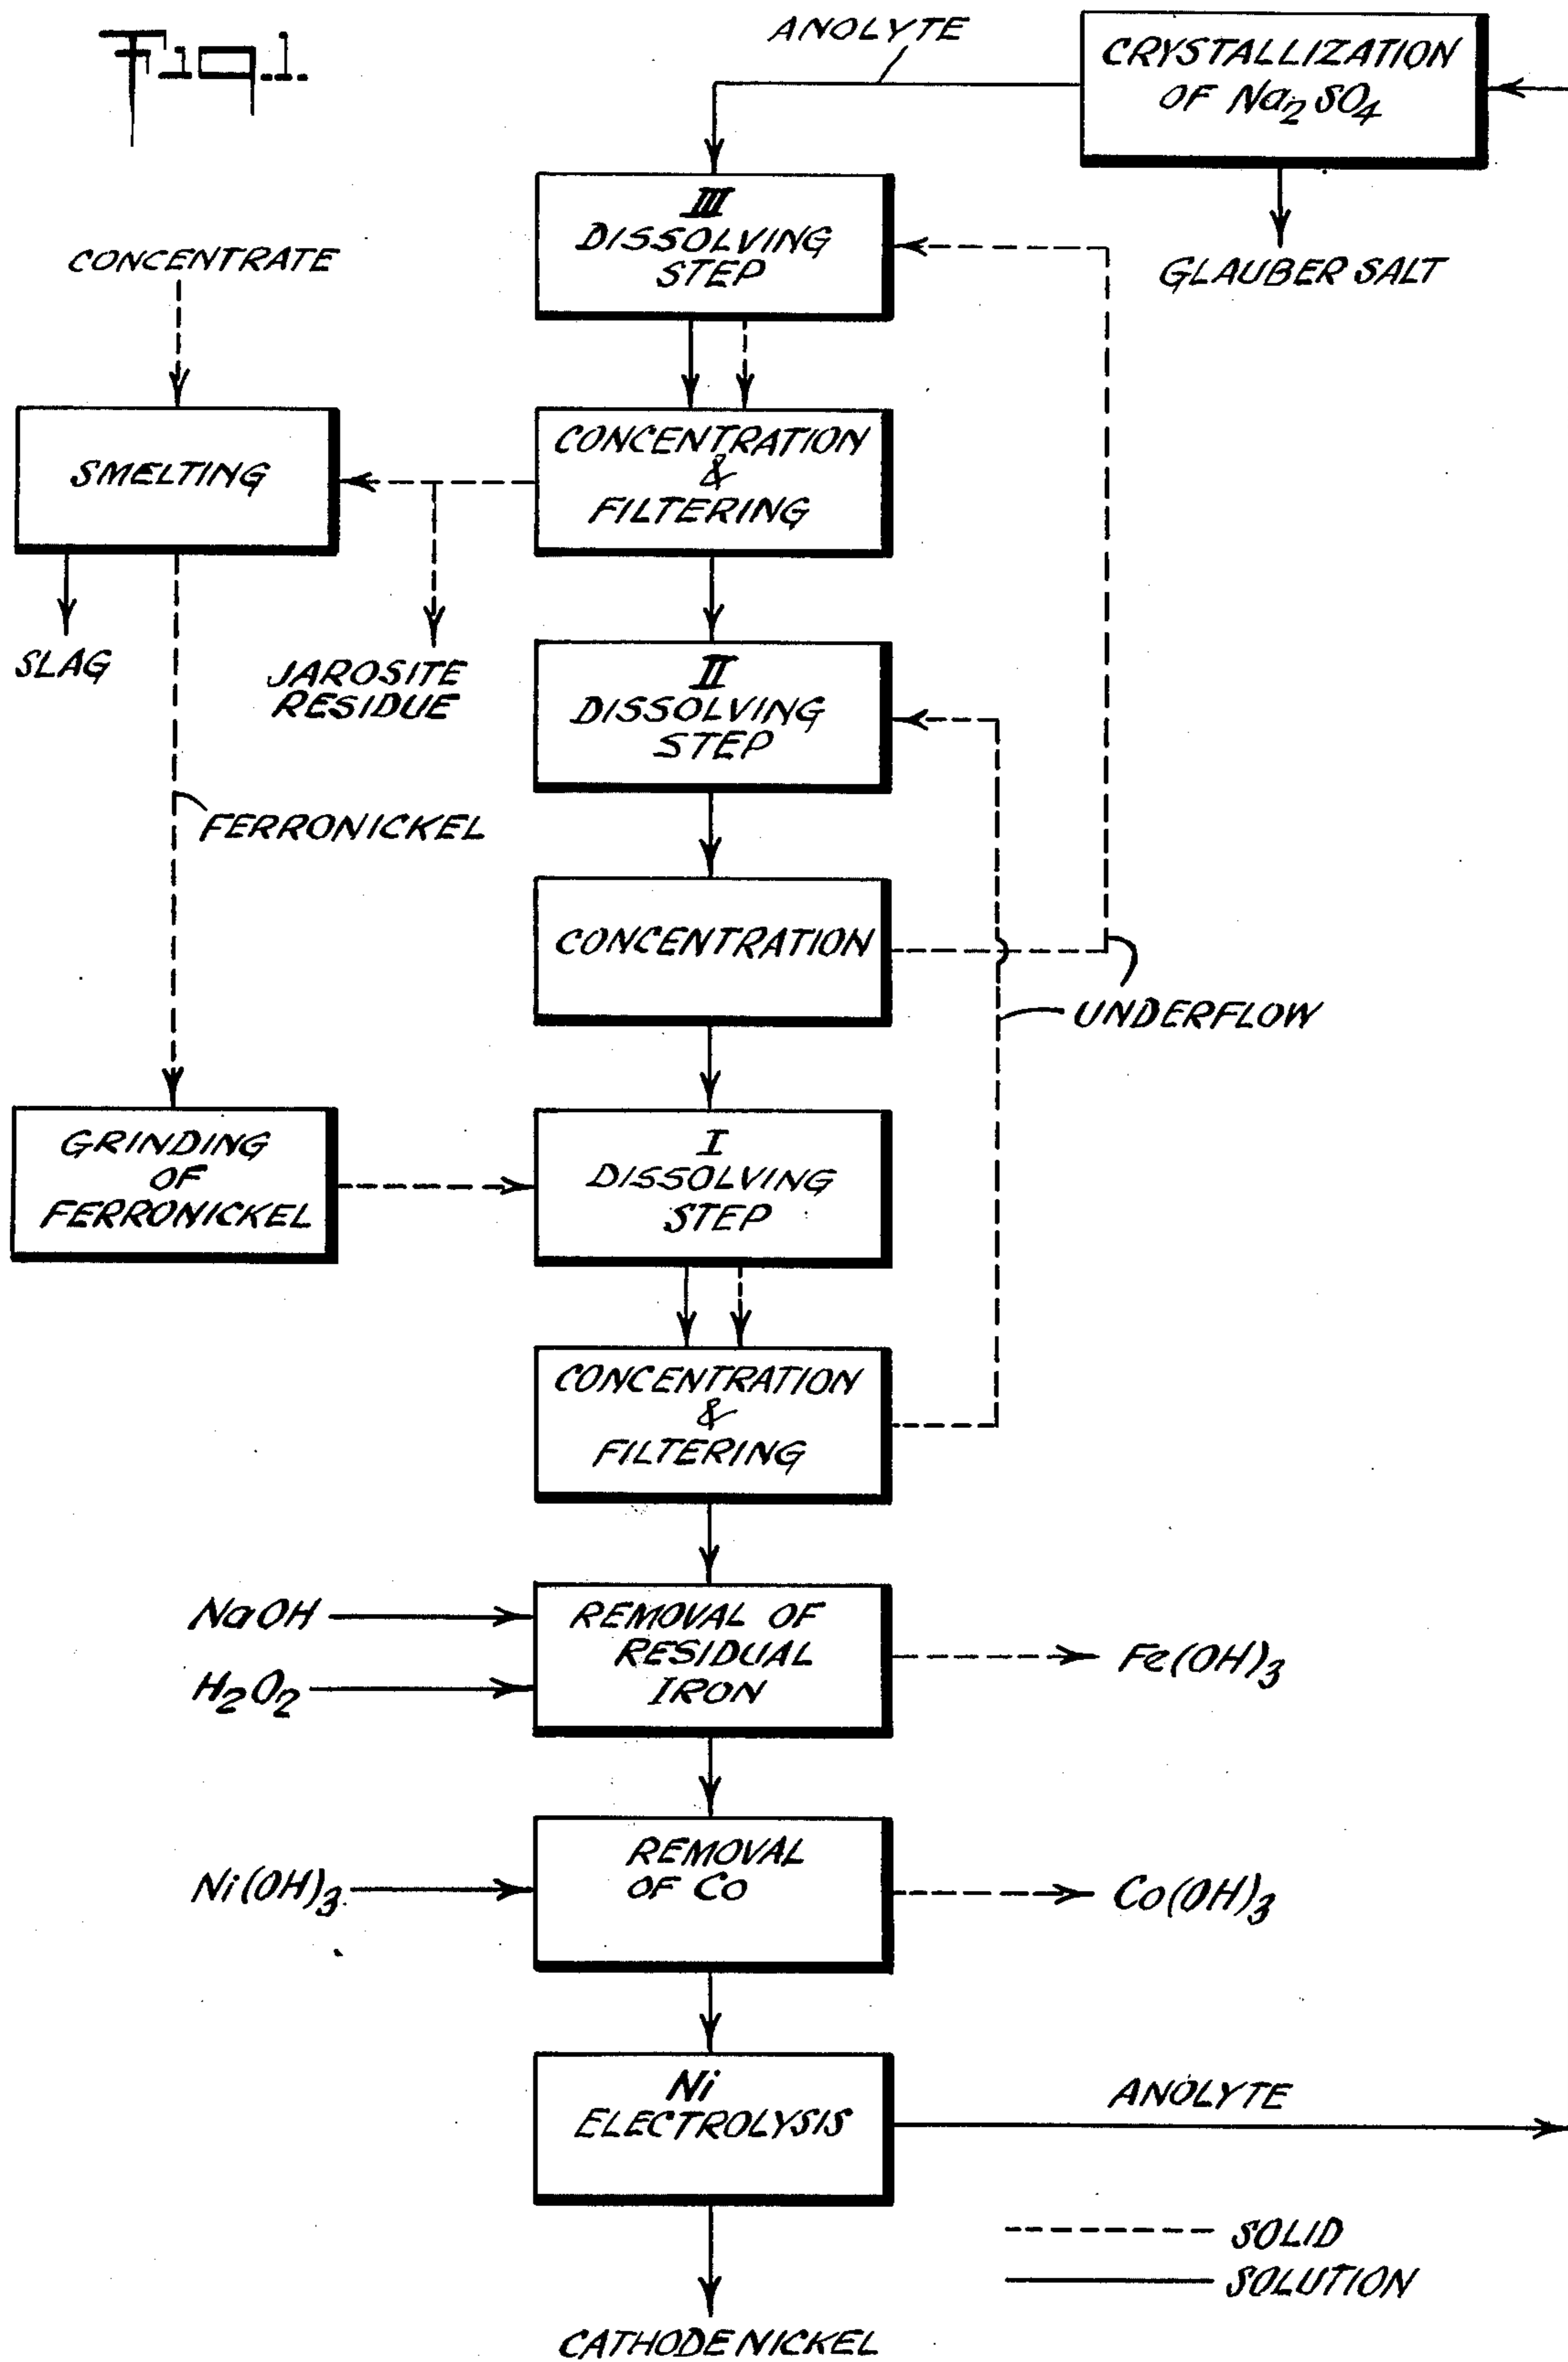 Fig. 1
ANOLYTE
CRYSTALLIZATION
OF Na₂SO₄
III
DISSOLVING
STEP
GLAUBER SALT
CONCENTRATE
SMELTING
CONCENTRATION
&
FILTERING
SLAG
JAROSITE
RESIDUE
II
DISSOLVING
STEP
FERRONICKEL
CONCENTRATION
UNDERFLOW
GRINDING
OF
FERRONICKEL
I
DISSOLVING
STEP
CONCENTRATION
&
FILTERING
NaOH
H₂O₂
REMOVAL OF
RESIDUAL
IRON
Fe(OH)₃
Ni(OH)₃
REMOVAL
OF Co
Co(OH)₃
Ni
ELECTROLYSIS
ANOLYTE
SOLID
SOLUTION
CATHODE NICKEL